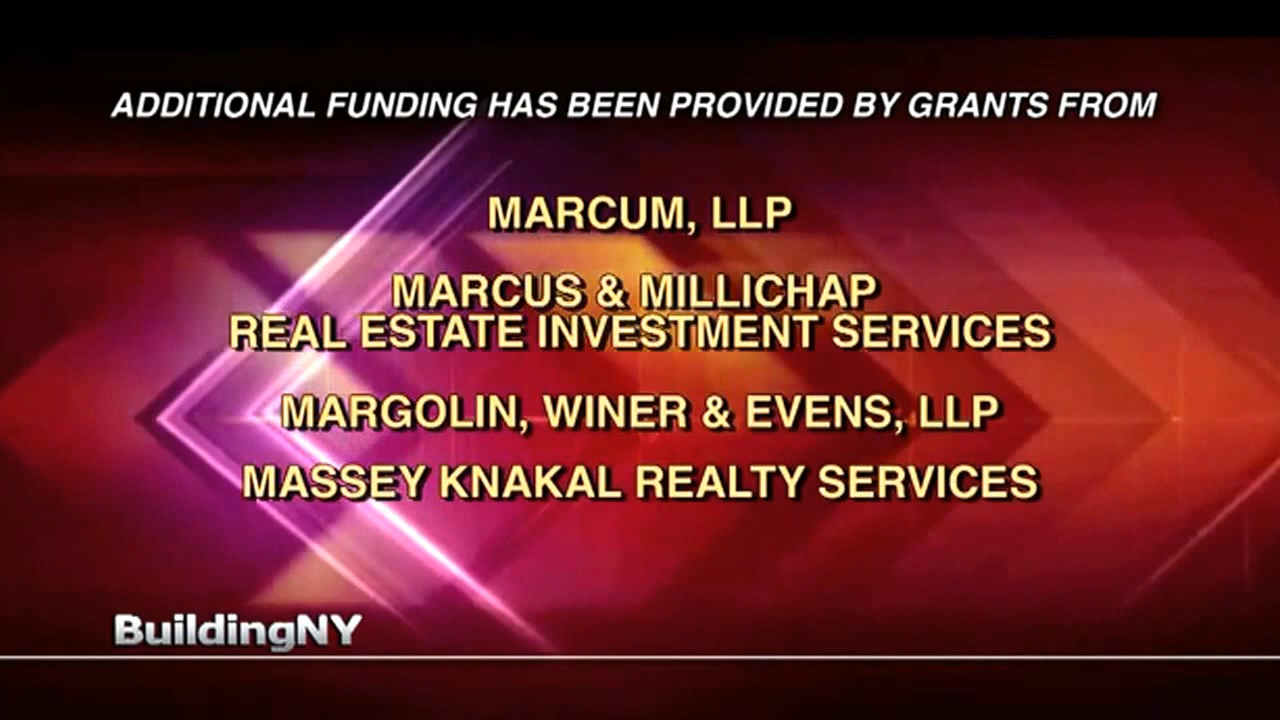 ADDITIONAL FUNDING HAS BEEN PROVIDED BY GRANTS FROM
MARCUM, LLP
MARCUS & MILLICHAP
REAL ESTATE INVESTMENT SERVICES
MARGOLIN, WINER & EVENS, LLP
MASSEY KNAKAL REALTY SERVICES
BuildingNY